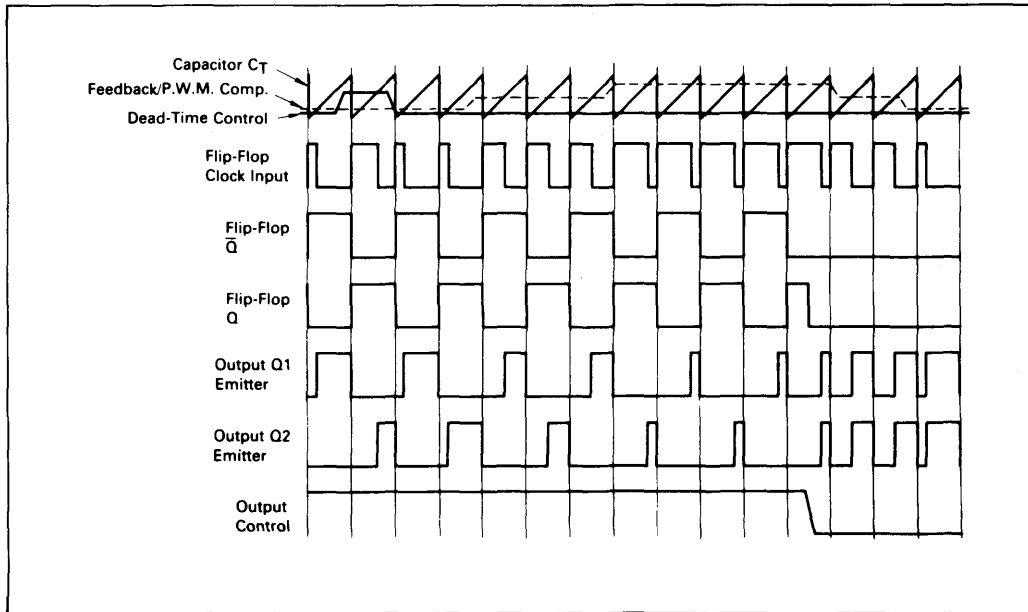 Capacitor CT
Feedback/P.W.M. Comp.
Dead-Time Control
Flip-Flop
Clock Input
Flip-Flop
Q̅
Flip-Flop
Q
Output Q1
Emitter
Output Q2
Emitter
Output
Control